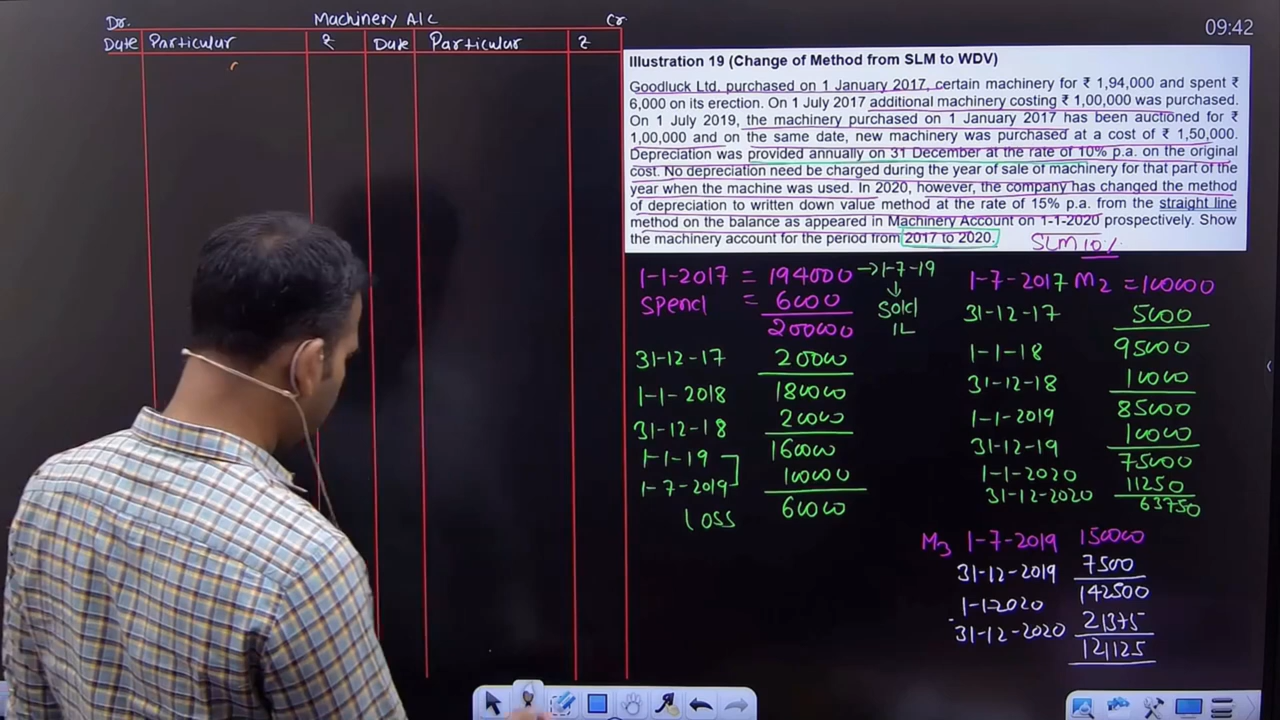 09:42
Dr. Machinery A/c Cr.
Date Particular ₹ Date Particular ₹
Illustration 19 (Change of Method from SLM to WDV)
Goodluck Ltd. purchased on 1 January 2017, certain machinery for ₹ 1,94,000 and spent ₹
6,000 on its erection. On 1 July 2017 additional machinery costing ₹ 1,00,000 was purchased.
On 1 July 2019, the machinery purchased on 1 January 2017 has been auctioned for ₹
1,00,000 and on the same date, new machinery was purchased at a cost of ₹ 1,50,000.
Depreciation was provided annually on 31 December at the rate of 10% p.a. on the original
cost. No depreciation need be charged during the year of sale of machinery for that part of the
year when the machine was used. In 2020, however, the company has changed the method
of depreciation to written down value method at the rate of 15% p.a. from the straight line
method on the balance as appeared in Machinery Account on 1-1-2020 prospectively. Show
the machinery account for the period from 2017 to 2020.
SLM 10%
1-1-2017 = 194000 → 1-7-19
Spend = 6000 ↓ Sold
200000 1L
31-12-17 20000
1-1-2018 180000
31-12-18 20000
1-1-19 160000
1-7-2019 100000
Loss 60000
1-7-2017 M2 = 100000
31-12-17 5000
1-1-18 95000
31-12-18 10000
1-1-2019 85000
31-12-19 10000
1-1-2020 75000
31-12-2020 11250
63750
M3 1-7-2019 150000
31-12-2019 7500
1-1-2020 142500
31-12-2020 21375
121125